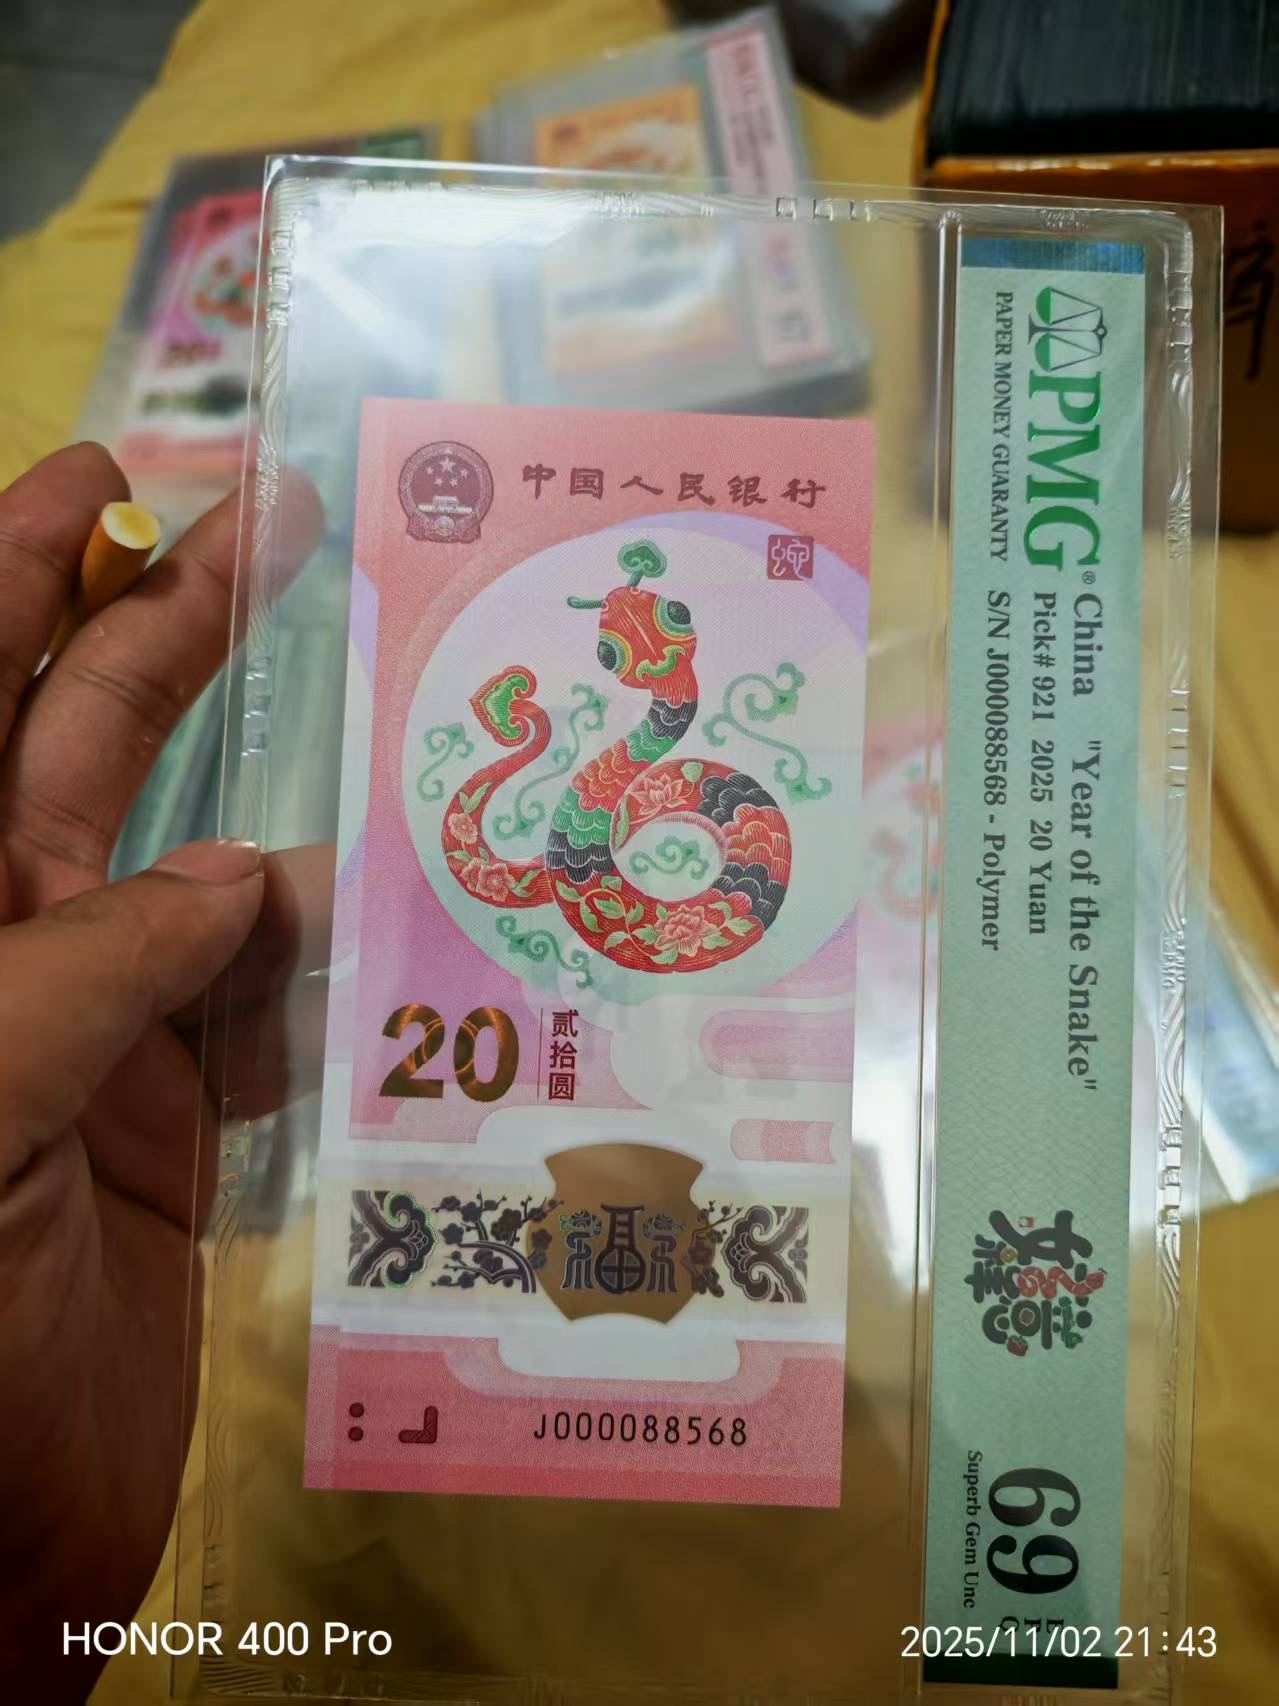 中国人民银行
蛇
20
贰拾圆
福
J000088568
PMG®
PAPER MONEY GUARANTY
China "Year of the Snake"
Pick# 921 2025 20 Yuan
S/N J000088568 - Polymer
69
EPQ
Superb Gem Unc
HONOR 400 Pro
2025/11/02 21:43